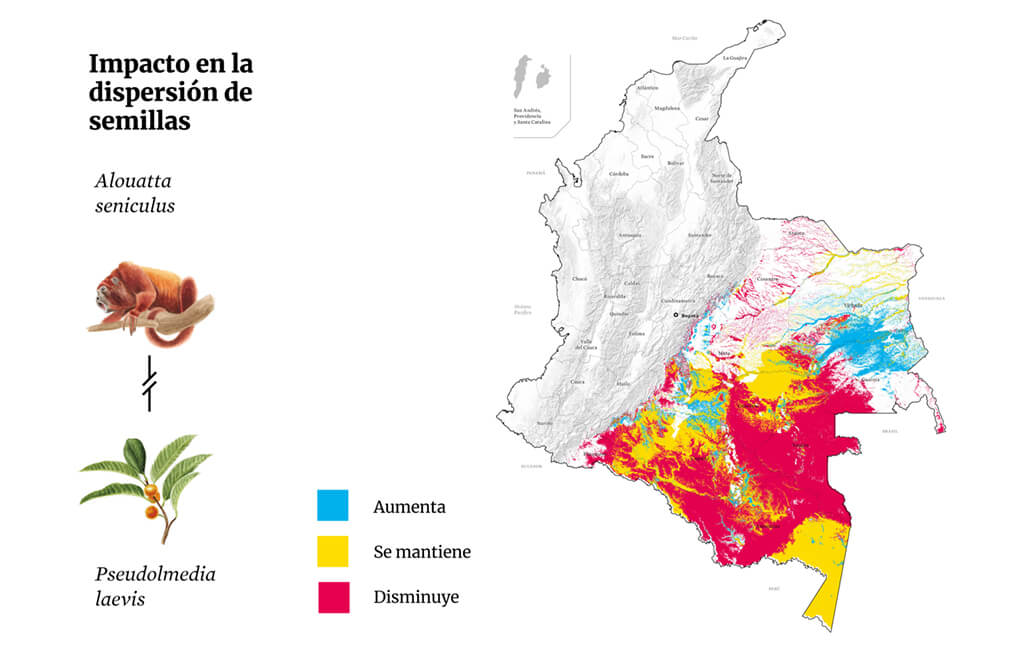 Impacto en la
dispersión de
semillas
Alouatta
seniculus
Pseudolmedia
laevis
Aumenta
Se mantiene
Disminuye
Mar Caribe
San Andrés,
Providencia
y Santa Catalina
La Guajira
Atlántico
Magdalena
Cesar
Sucre
Bolívar
Córdoba
Norte de
Santander
PANAMÁ
Antioquia
Santander
Arauca
Chocó
Caldas
Boyacá
Casanare
Risaralda
Cundinamarca
Quindío
Bogotá
Vichada
VENEZUELA
Océano
Pacífico
Tolima
Valle
del Cauca
Meta
Guainía
Cauca
Huila
Nariño
BRASIL
ECUADOR
PERÚ